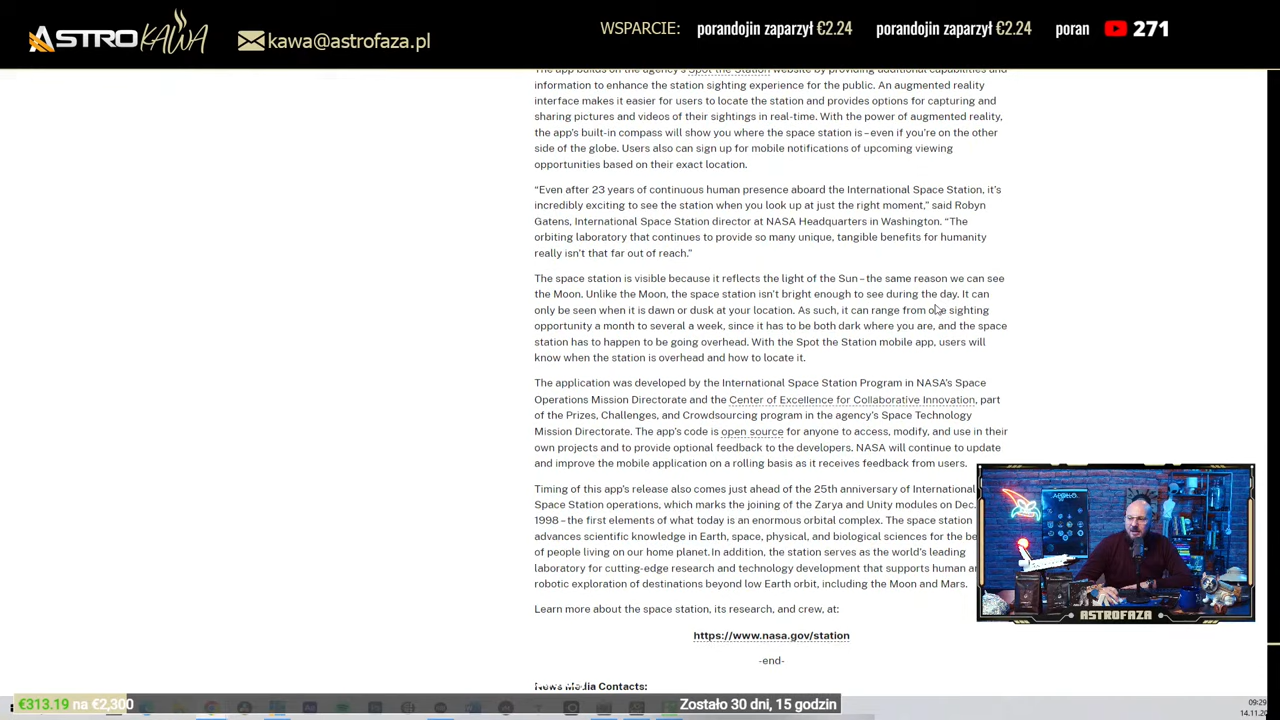 ASTROKAWA
kawa@astrofaza.pl
WSPARCIE: porandojin zaparzył €2.24 porandojin zaparzył €2.24 poran 271
The app builds on the agency's Spot the Station website by providing additional capabilities and
information to enhance the station sighting experience for the public. An augmented reality
interface makes it easier for users to locate the station and provides options for capturing and
sharing pictures and videos of their sightings in real-time. With the power of augmented reality,
the app's built-in compass will show you where the space station is – even if you're on the other
side of the globe. Users also can sign up for mobile notifications of upcoming viewing
opportunities based on their exact location.
“Even after 23 years of continuous human presence aboard the International Space Station, it's
incredibly exciting to see the station when you look up at just the right moment,” said Robyn
Gatens, International Space Station director at NASA Headquarters in Washington. “The
orbiting laboratory that continues to provide so many unique, tangible benefits for humanity
really isn't that far out of reach.”
The space station is visible because it reflects the light of the Sun – the same reason we can see
the Moon. Unlike the Moon, the space station isn't bright enough to see during the day. It can
only be seen when it is dawn or dusk at your location. As such, it can range from one sighting
opportunity a month to several a week, since it has to be both dark where you are, and the space
station has to happen to be going overhead. With the Spot the Station mobile app, users will
know when the station is overhead and how to locate it.
The application was developed by the International Space Station Program in NASA's Space
Operations Mission Directorate and the Center of Excellence for Collaborative Innovation, part
of the Prizes, Challenges, and Crowdsourcing program in the agency's Space Technology
Mission Directorate. The app's code is open source for anyone to access, modify, and use in their
own projects and to provide optional feedback to the developers. NASA will continue to update
and improve the mobile application on a rolling basis as it receives feedback from users.
Timing of this app's release also comes just ahead of the 25th anniversary of International
Space Station operations, which marks the joining of the Zarya and Unity modules on Dec.
1998 – the first elements of what today is an enormous orbital complex. The space station
advances scientific knowledge in Earth, space, physical, and biological sciences for the be
of people living on our home planet. In addition, the station serves as the world's leading
laboratory for cutting-edge research and technology development that supports human a
robotic exploration of destinations beyond low Earth orbit, including the Moon and Mars.
Learn more about the space station, its research, and crew, at:
https://www.nasa.gov/station
-end-
News Media Contacts:
APOLLO
ASTROFAZA
€313.19 na €2,300
Zostało 30 dni, 15 godzin
09:29
14.11.20